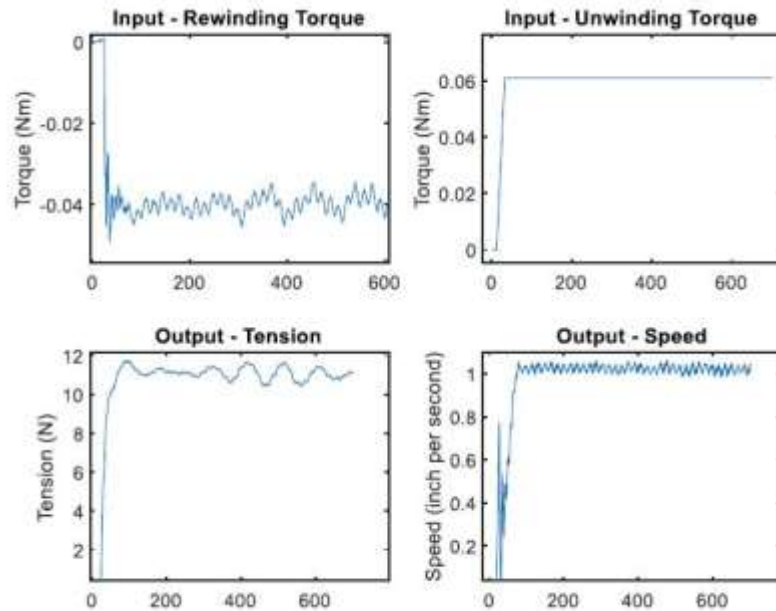 Input - Rewinding Torque
Torque (Nm)
0
-0.02
-0.04
0 200 400 600
Input - Unwinding Torque
Torque (Nm)
0.06
0.04
0.02
0
0 200 400 600
Output - Tension
Tension (N)
12
10
8
6
4
2
0 200 400 600
Output - Speed
Speed (inch per second)
1
0.8
0.6
0.4
0.2
0 200 400 600